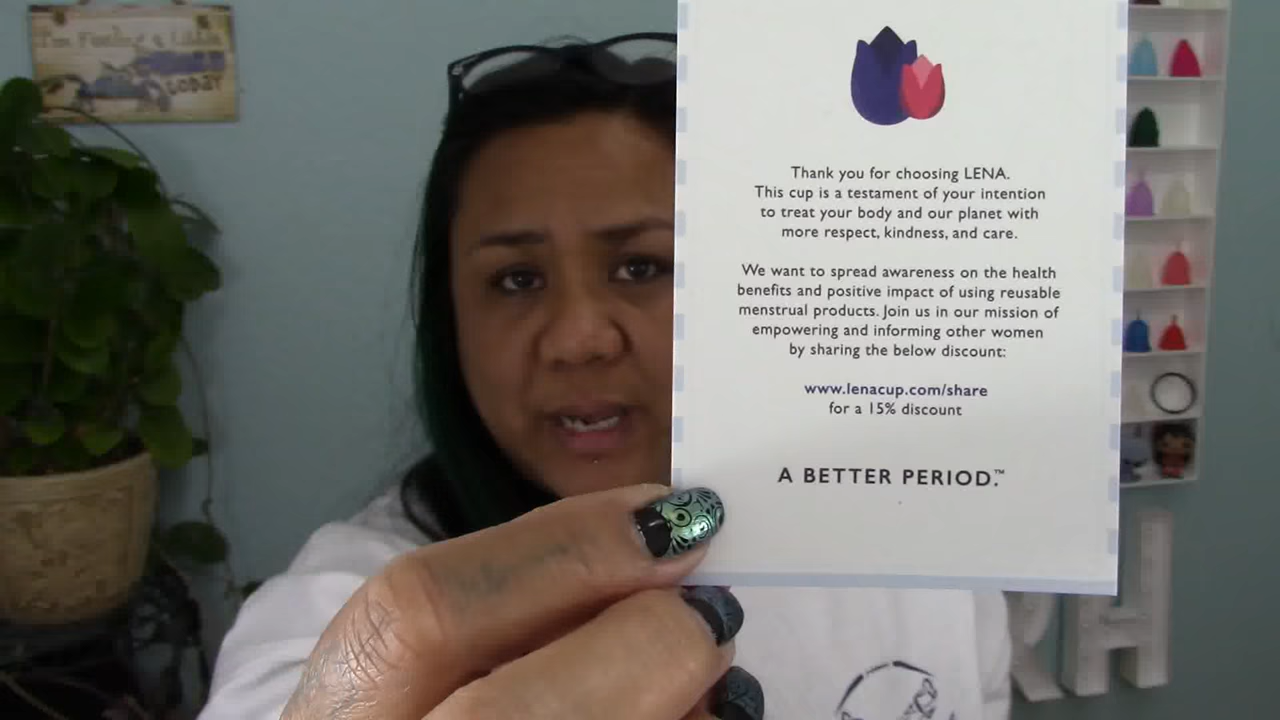 I'm Feeling a Little
TODAY
Thank you for choosing LENA.
This cup is a testament of your intention
to treat your body and our planet with
more respect, kindness, and care.
We want to spread awareness on the health
benefits and positive impact of using reusable
menstrual products. Join us in our mission of
empowering and informing other women
by sharing the below discount:
www.lenacup.com/share
for a 15% discount
A BETTER PERIOD.™
H